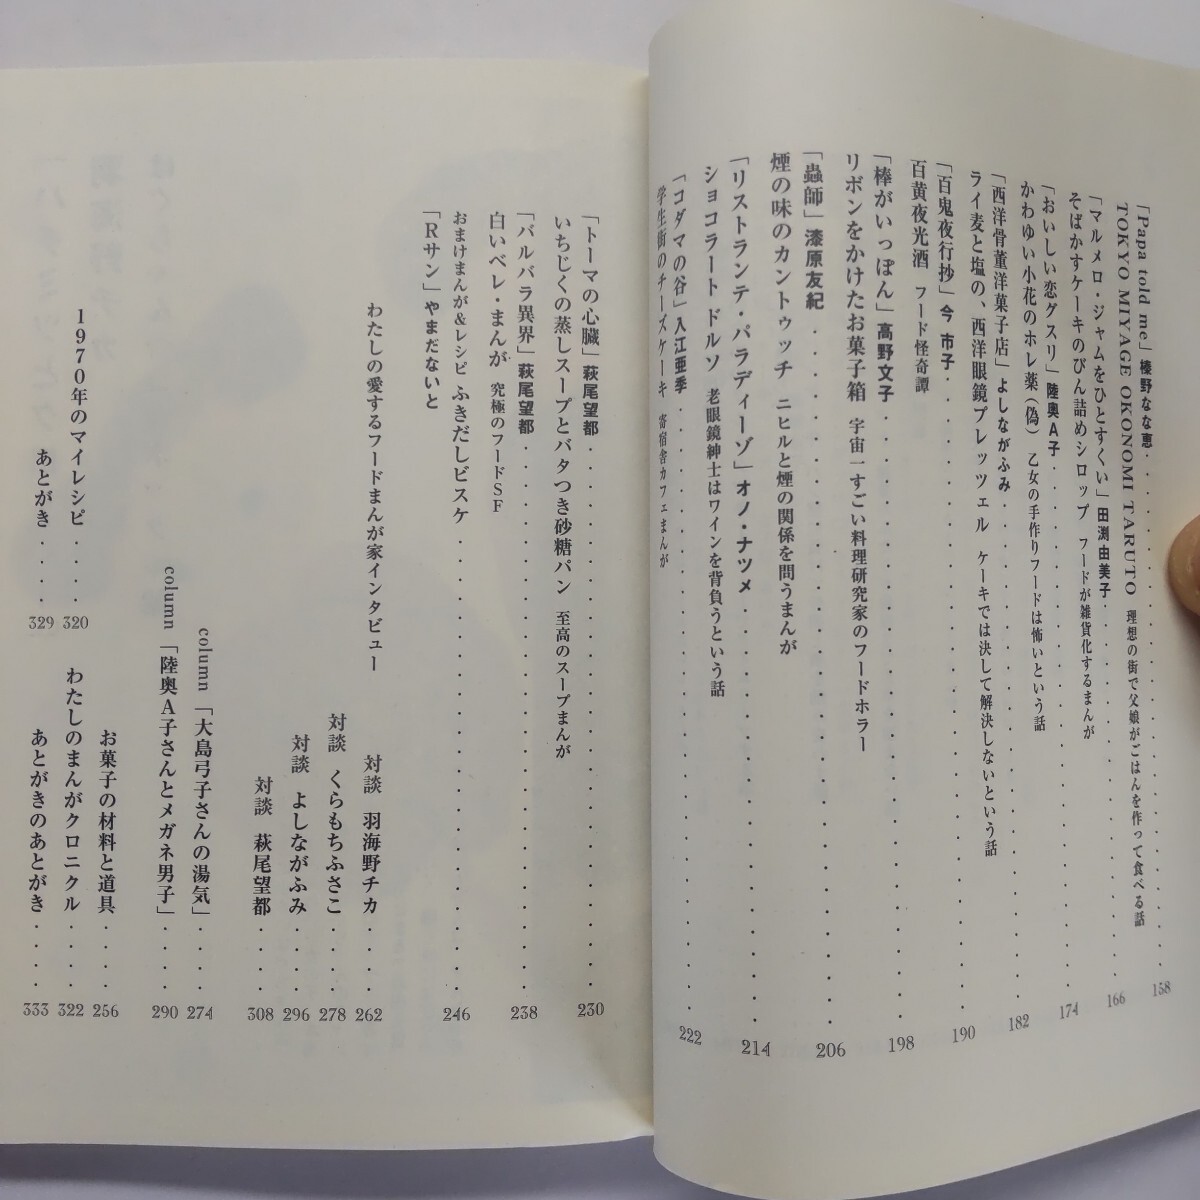 「Papa told me」榛野なな恵・・・・・・・・・・・・158
TOKYO MIYAGE OKONOMI TARUTO 理想の街で父娘がごはんを作って食べる話
「マルメロ・ジャムをひとすくい」田渕由美子・・・・・・・・・・・・166
そばかすケーキのびん詰めシロップ フードが雑貨化するまんが
「おいしい恋グスリ」陸奥A子・・・・・・・・・・・・174
かわゆい小花のホレ薬(偽) 乙女の手作りフードは怖いという話
「西洋骨董洋菓子店」よしながふみ・・・・・・・・・・・・182
ライ麦と塩の、西洋眼鏡プレッツェル ケーキでは決して解決しないという話
「百鬼夜行抄」今 市子・・・・・・・・・・・・190
百黄夜光酒 フード怪奇譚
「棒がいっぽん」高野文子・・・・・・・・・・・・198
リボンをかけたお菓子箱 宇宙一すごい料理研究家のフードホラー
「蟲師」漆原友紀・・・・・・・・・・・・206
煙の味のカントゥッチ ニヒルと煙の関係を問うまんが
「リストランテ・パラディーゾ」オノ・ナツメ・・・・・・・・・・・・214
ショコラート ドルソ 老眼鏡紳士はワインを背負うという話
「コダマの谷」入江亜季・・・・・・・・・・・・222
学生街のチーズケーキ 寄宿舎カフェまんが
「トーマの心臓」萩尾望都・・・・・・・・・・・・230
いちじくの蒸しスープとバタつき砂糖パン 至高のスープまんが
「バルバラ異界」萩尾望都・・・・・・・・・・・・238
白いベレ・まんが 究極のフードSF
おまけまんが&レシピ ふきだしビスケ・・・・・・・・・・・・246
「Rサン」やまだないと
わたしの愛するフードまんが家インタビュー
対談 羽海野チカ・・・・262
対談 くらもちふさこ・・・・278
対談 よしながふみ・・・・296
対談 萩尾望都・・・・308
column「大島弓子さんの湯気」・・・・274
column「陸奥A子さんとメガネ男子」・・・・290
お菓子の材料と道具・・・・256
1970年のマイレシピ・・・・320
わたしのまんがクロニクル・・・・322
あとがき・・・・329
あとがきのあとがき・・・・333